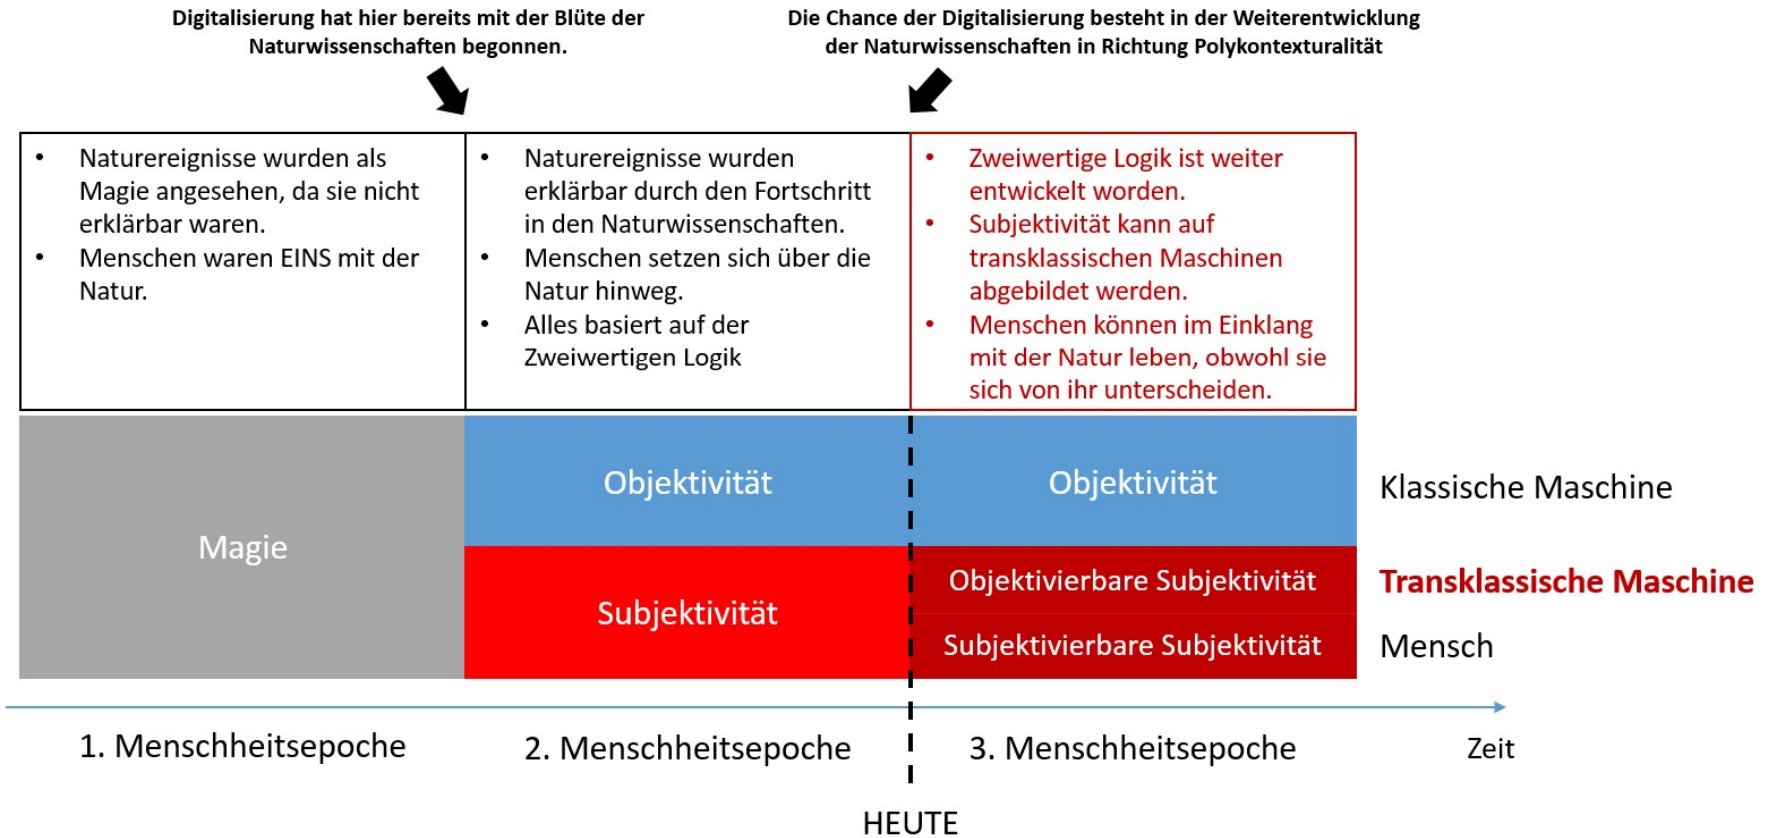 Digitalisierung hat hier bereits mit der Blüte der
Naturwissenschaften begonnen.
Die Chance der Digitalisierung besteht in der Weiterentwicklung
der Naturwissenschaften in Richtung Polykontexturalität
• Naturereignisse wurden als
Magie angesehen, da sie nicht
erklärbar waren.
• Menschen waren EINS mit der
Natur.
• Naturereignisse wurden
erklärbar durch den Fortschritt
in den Naturwissenschaften.
• Menschen setzen sich über die
Natur hinweg.
• Alles basiert auf der
Zweiwertigen Logik
• Zweiwertige Logik ist weiter
entwickelt worden.
• Subjektivität kann auf
transklassischen Maschinen
abgebildet werden.
• Menschen können im Einklang
mit der Natur leben, obwohl sie
sich von ihr unterscheiden.
Magie
Objektivität
Subjektivität
Objektivität
Objektivierbare Subjektivität
Subjektivierbare Subjektivität
Klassische Maschine
Transklassische Maschine
Mensch
1. Menschheitsepoche
2. Menschheitsepoche
3. Menschheitsepoche
Zeit
HEUTE